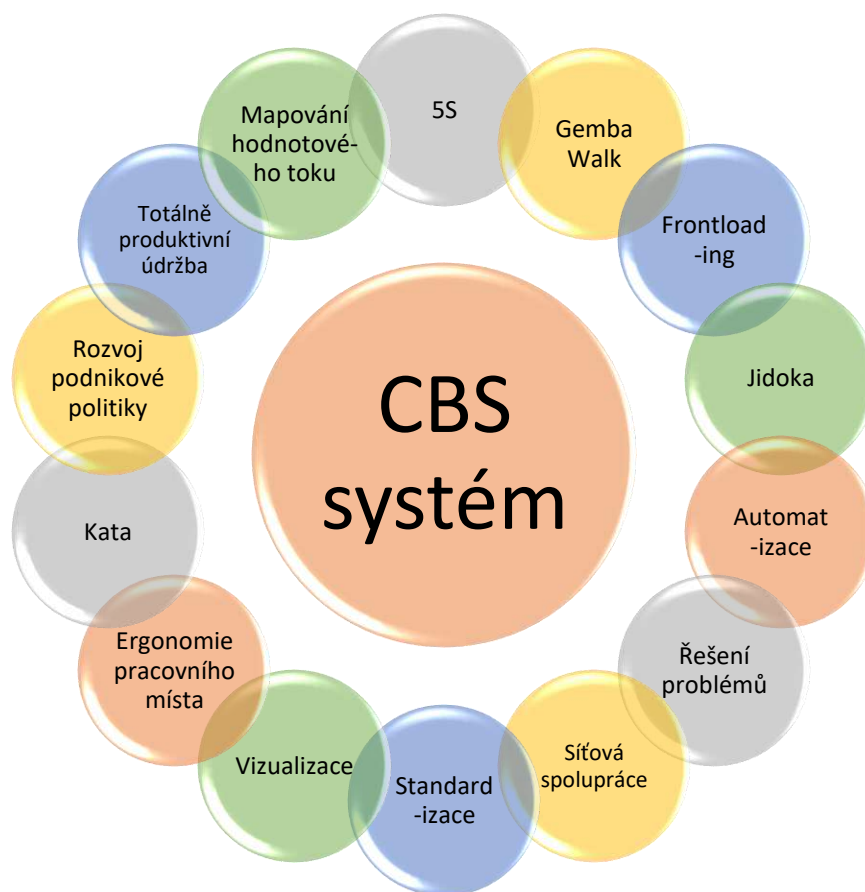 5S
Gemba
Walk
Frontload
-ing
Jidoka
Automat
-izace
Řešení
problémů
Síťová
spolupráce
Standard
-izace
Vizualizace
Ergonomie
pracovního
místa
Kata
Rozvoj
podnikové
politiky
Totálně
produktivní
údržba
Mapování
hodnotové-
ho toku
CBS
systém